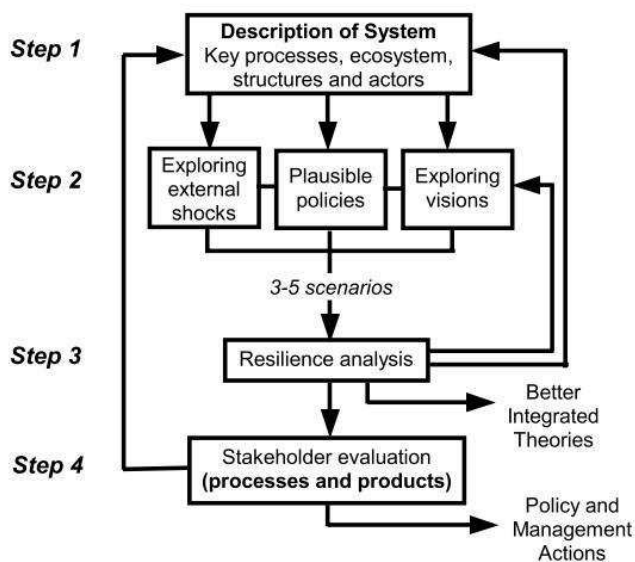 Step 1
Description of System
Key processes, ecosystem,
structures and actors
Step 2
Exploring
external
shocks
Plausible
policies
Exploring
visions
3-5 scenarios
Step 3
Resilience analysis
Better
Integrated
Theories
Step 4
Stakeholder evaluation
(processes and products)
Policy and
Management
Actions